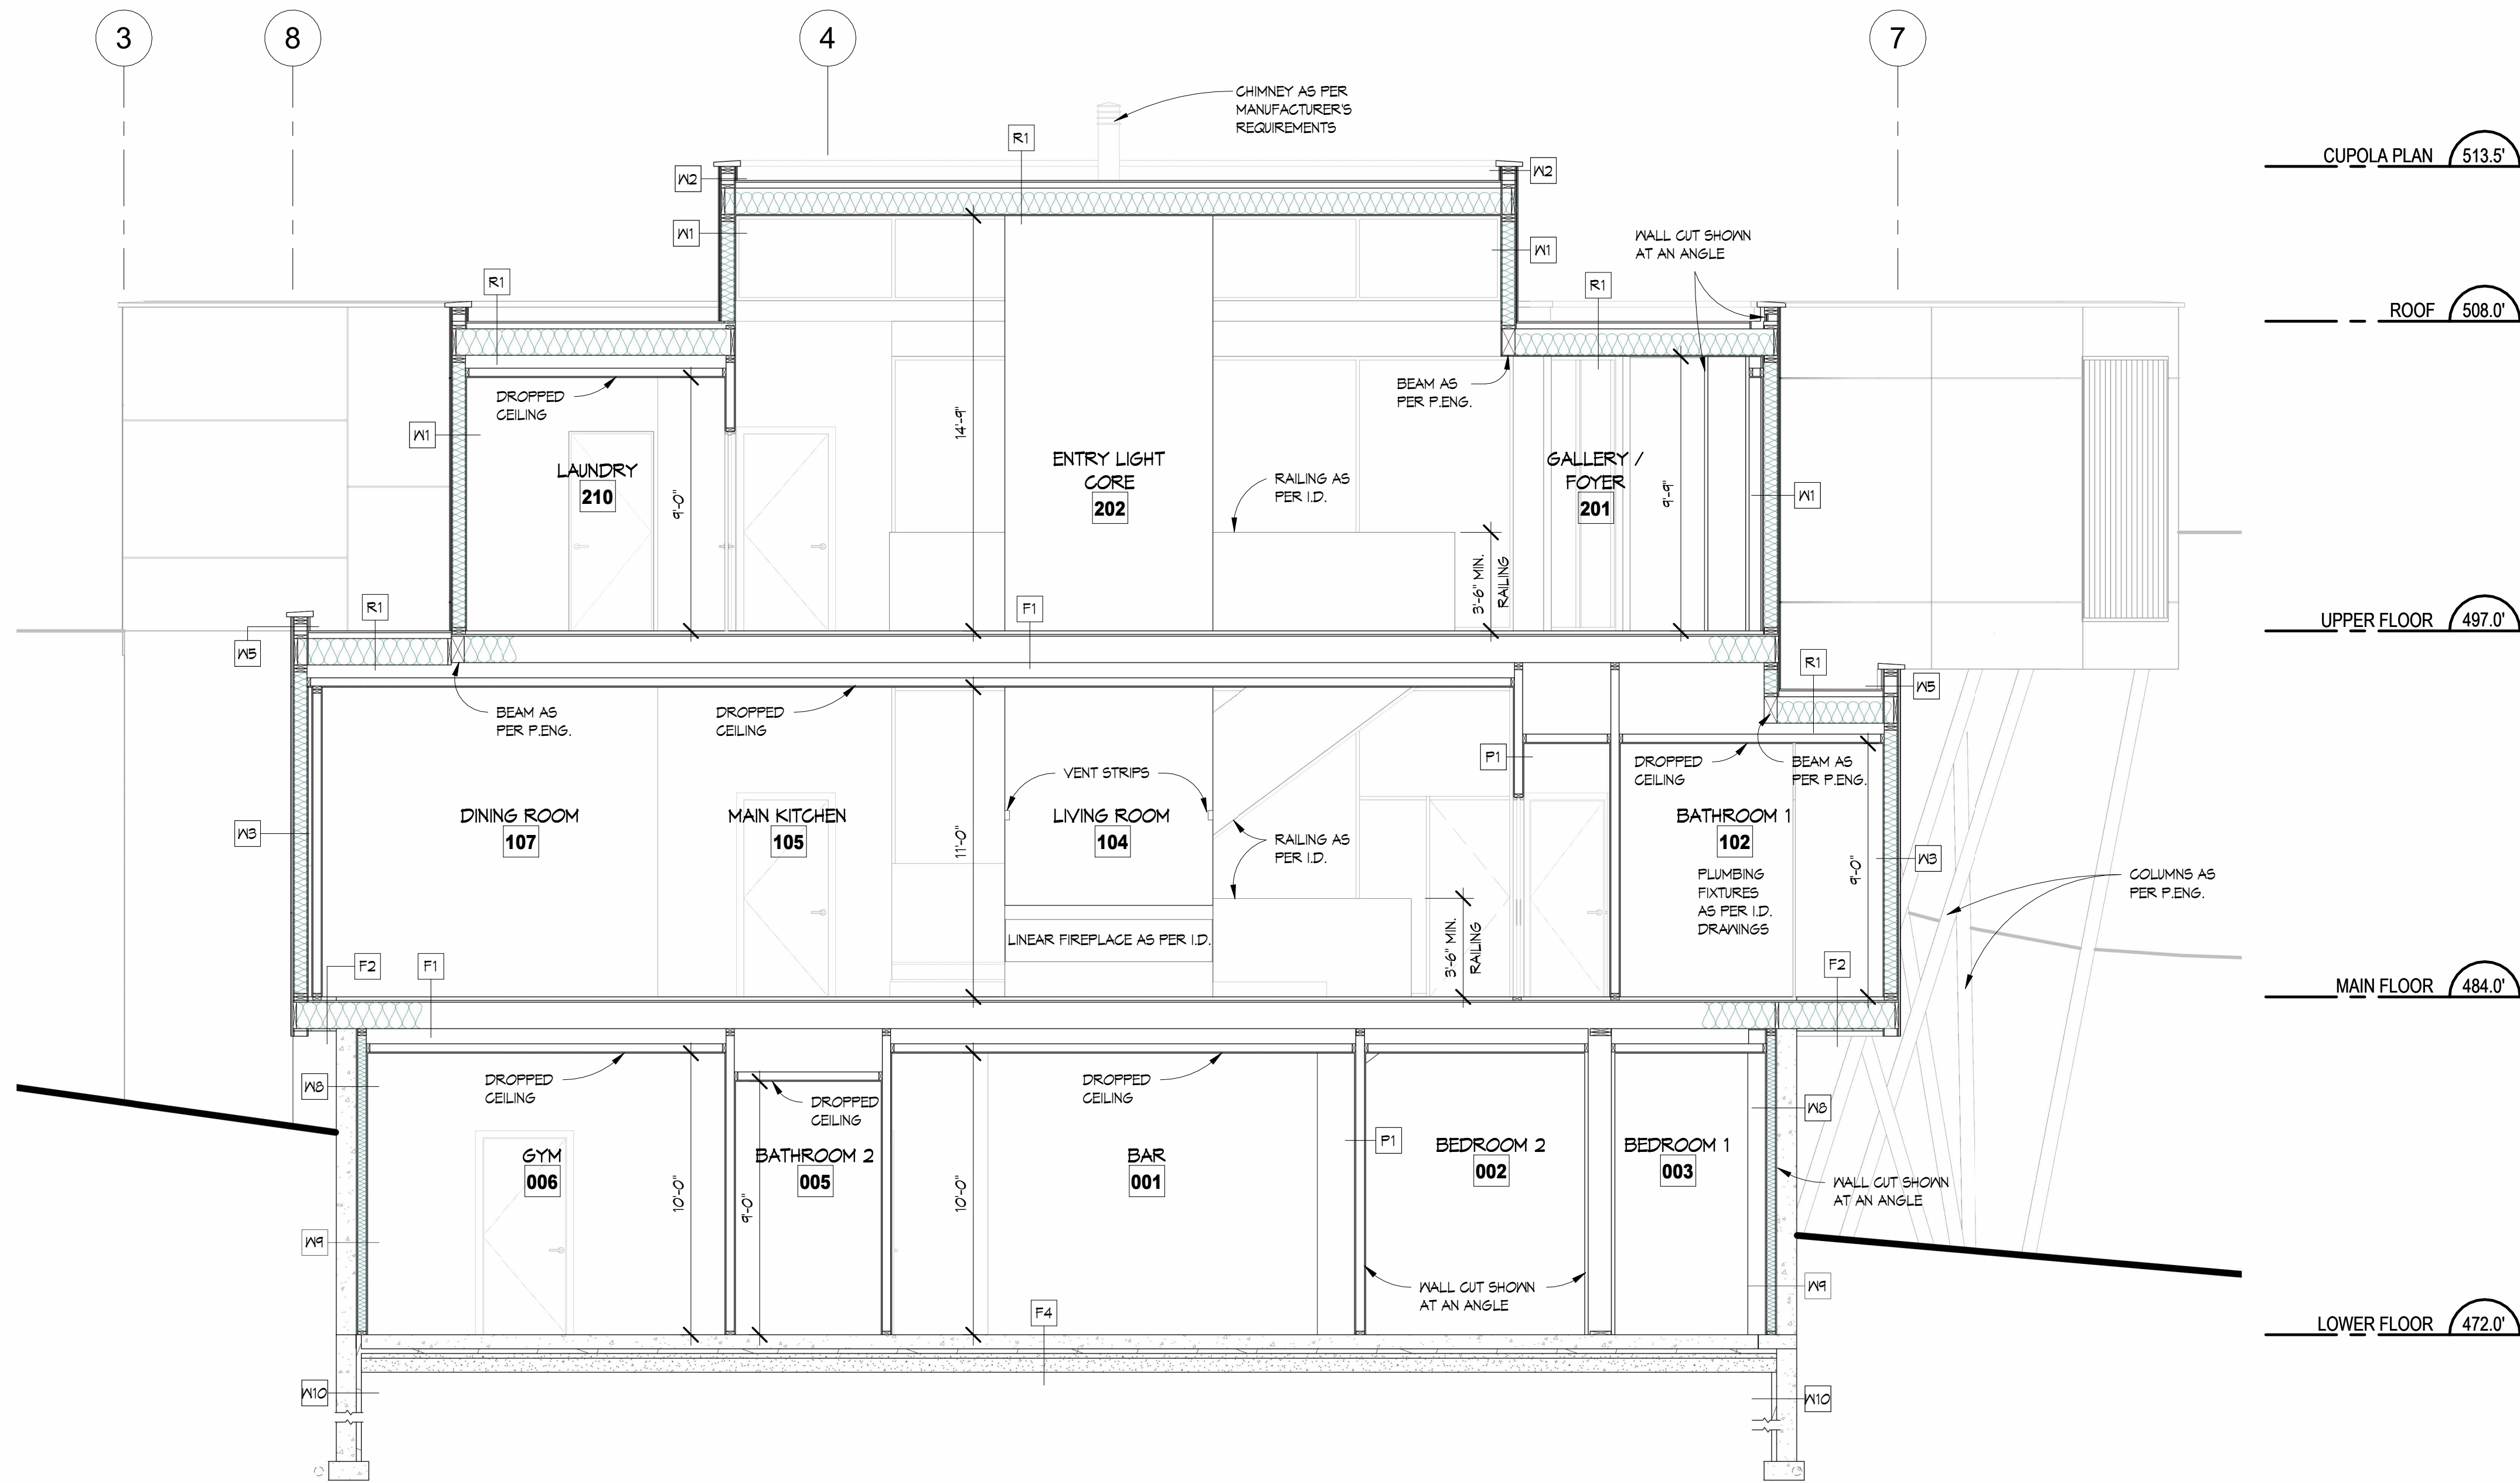 3
8
4
7
CHIMNEY AS PER
MANUFACTURER'S
REQUIREMENTS
R1
CUPOLA PLAN 513.5'
W2
W2
W1
W1
WALL CUT SHOWN
AT AN ANGLE
R1
R1
ROOF 508.0'
DROPPED
CEILING
BEAM AS
PER P.ENG.
W1
14'-9"
LAUNDRY
210
9'-0"
ENTRY LIGHT
CORE
202
RAILING AS
PER I.D.
GALLERY /
FOYER
201
9'-9"
W1
3'-6" MIN.
RAILING
R1
F1
UPPER FLOOR 497.0'
W5
R1
W5
BEAM AS
PER P.ENG.
DROPPED
CEILING
P1
DROPPED
CEILING
BEAM AS
PER P.ENG.
VENT STRIPS
DINING ROOM
107
MAIN KITCHEN
105
11'-0"
LIVING ROOM
104
RAILING AS
PER I.D.
BATHROOM 1
102
PLUMBING
FIXTURES
AS PER I.D.
DRAWINGS
9'-0"
W3
W3
COLUMNS AS
PER P.ENG.
LINEAR FIREPLACE AS PER I.D.
3'-6" MIN.
RAILING
F2
F1
F2
MAIN FLOOR 484.0'
W8
DROPPED
CEILING
DROPPED
CEILING
DROPPED
CEILING
W8
P1
GYM
006
10'-0"
9'-0"
BATHROOM 2
005
10'-0"
BAR
001
BEDROOM 2
002
BEDROOM 1
003
WALL CUT SHOWN
AT AN ANGLE
W9
WALL CUT SHOWN
AT AN ANGLE
W9
F4
LOWER FLOOR 472.0'
W10
W10